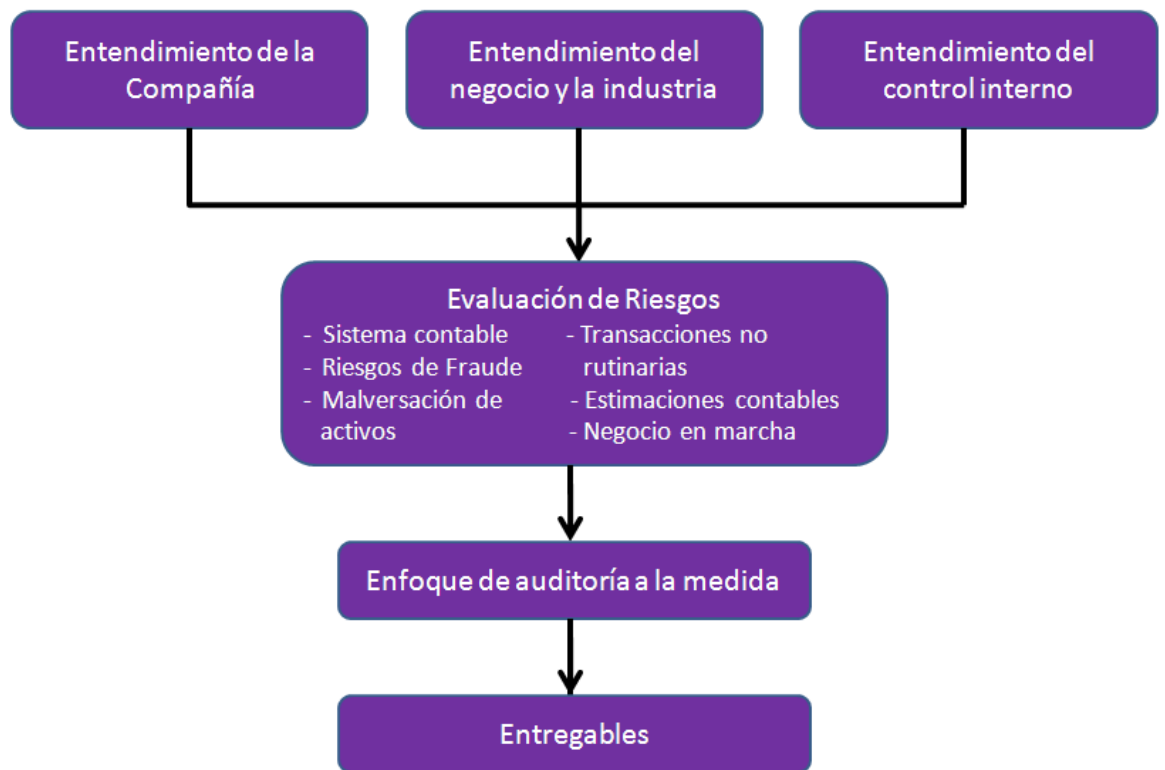 Entendimiento de la
Compañía
Entendimiento del
negocio y la industria
Entendimiento del
control interno
Evaluación de Riesgos
- Sistema contable
- Riesgos de Fraude
- Malversación de
activos
- Transacciones no
rutinarias
- Estimaciones contables
- Negocio en marcha
Enfoque de auditoría a la medida
Entregables